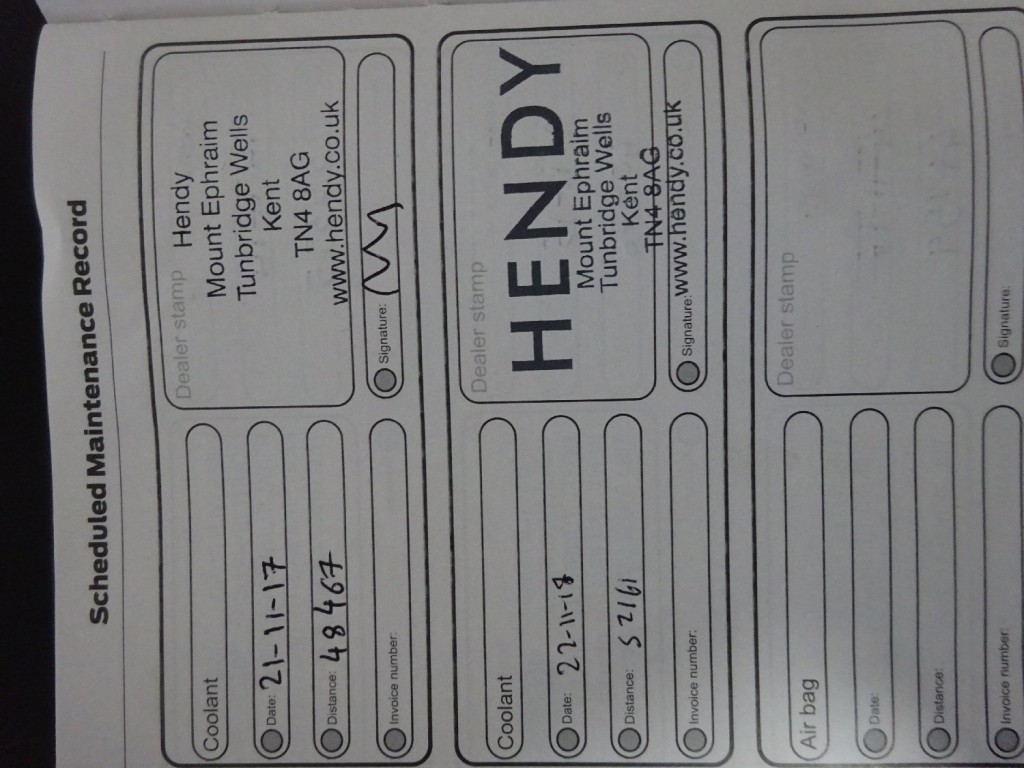 Scheduled Maintenance Record
Coolant
Date: 21-11-17
Distance: 48467
Invoice number:
Dealer stamp
Hendy
Mount Ephraim
Tunbridge Wells
Kent
TN4 8AG
www.hendy.co.uk
Signature:
Coolant
Date: 22-11-18
Distance: 52161
Invoice number:
Dealer stamp
HENDY
Mount Ephraim
Tunbridge Wells
Kent
TN4 8AG
Signature: www.hendy.co.uk
Air bag
Date:
Distance:
Invoice number:
Dealer stamp
Signature: